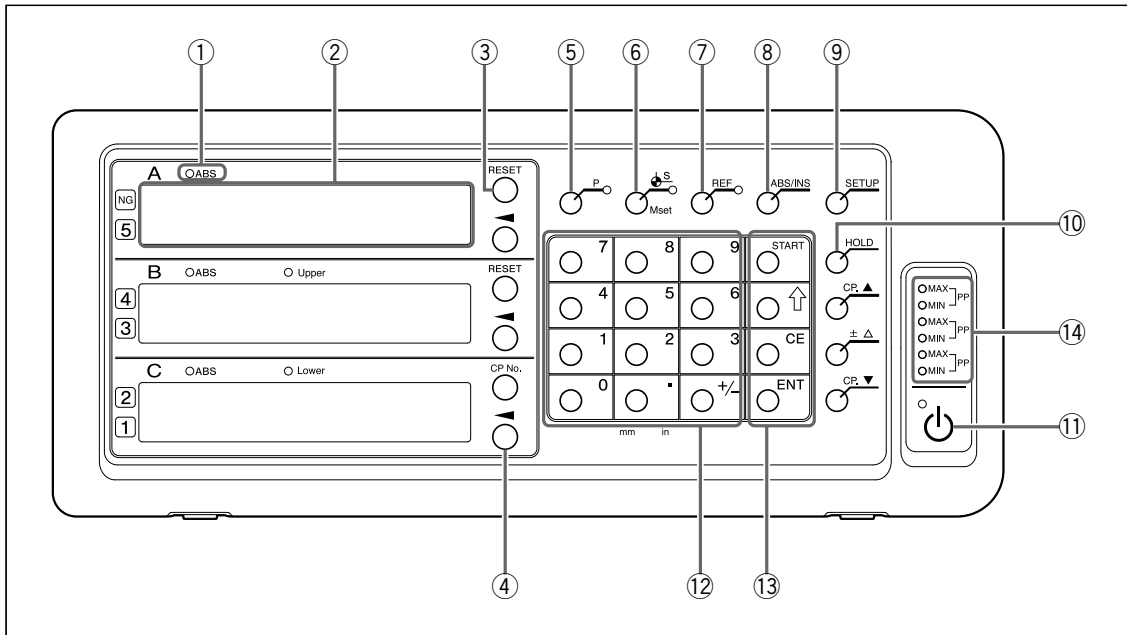 ① ② ③ ⑤ ⑥ ⑦ ⑧ ⑨
A ABS RESET
NG
5
P S Mset REF ABS/INS SETUP
B ABS Upper RESET
4
3
C ABS Lower CP No.
2
1
7 8 9 START
4 5 6 ⇧
1 2 3 CE
0 . +/- ENT
mm in
HOLD ⑩
CP. ▲
± △
CP. ▼
MAX PP
MIN
MAX PP
MIN
MAX PP
MIN
⑭
⑪
④ ⑫ ⑬